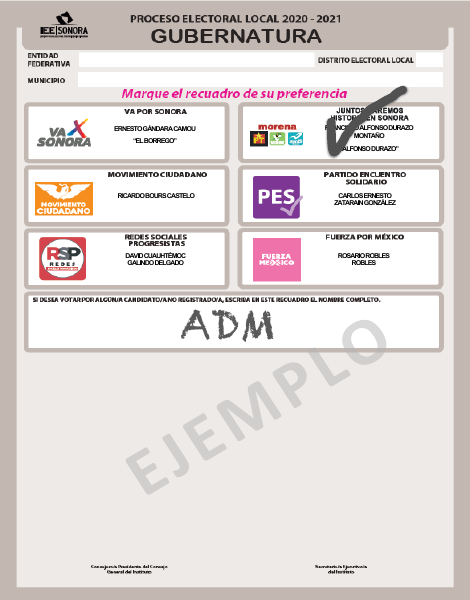 IEE|SONORA
PROCESO ELECTORAL LOCAL 2020 - 2021
GUBERNATURA
ENTIDAD
FEDERATIVA
DISTRITO ELECTORAL LOCAL
MUNICIPIO
Marque el recuadro de su preferencia
VA POR SONORA
VA X
SONORA
ERNESTO GÁNDARA CAMOU
"EL BORREGO"
JUNTOS HAREMOS
HISTORIA EN SONORA
morena
FRANCISCO ALFONSO DURAZO
MONTAÑO
"ALFONSO DURAZO"
MOVIMIENTO CIUDADANO
MOVIMIENTO
CIUDADANO
RICARDO BOURS CASTELO
PARTIDO ENCUENTRO
SOLIDARIO
PES
CARLOS ERNESTO
ZATARAIN GONZÁLEZ
REDES SOCIALES
PROGRESISTAS
RSP
REDES
DAVID CUAUHTÉMOC
GALINDO DELGADO
FUERZA POR MÉXICO
FUERZA
MEXICO
ROSARIO ROBLES
ROBLES
SI DESEA VOTAR POR ALGÚN/A CANDIDATO/A NO REGISTRADO/A, ESCRIBA EN ESTE RECUADRO EL NOMBRE COMPLETO.
ADM
EJEMPLO
Consejero/a Presidente del Consejo
General del Instituto
Secretario/a Ejecutivo/a
del Instituto